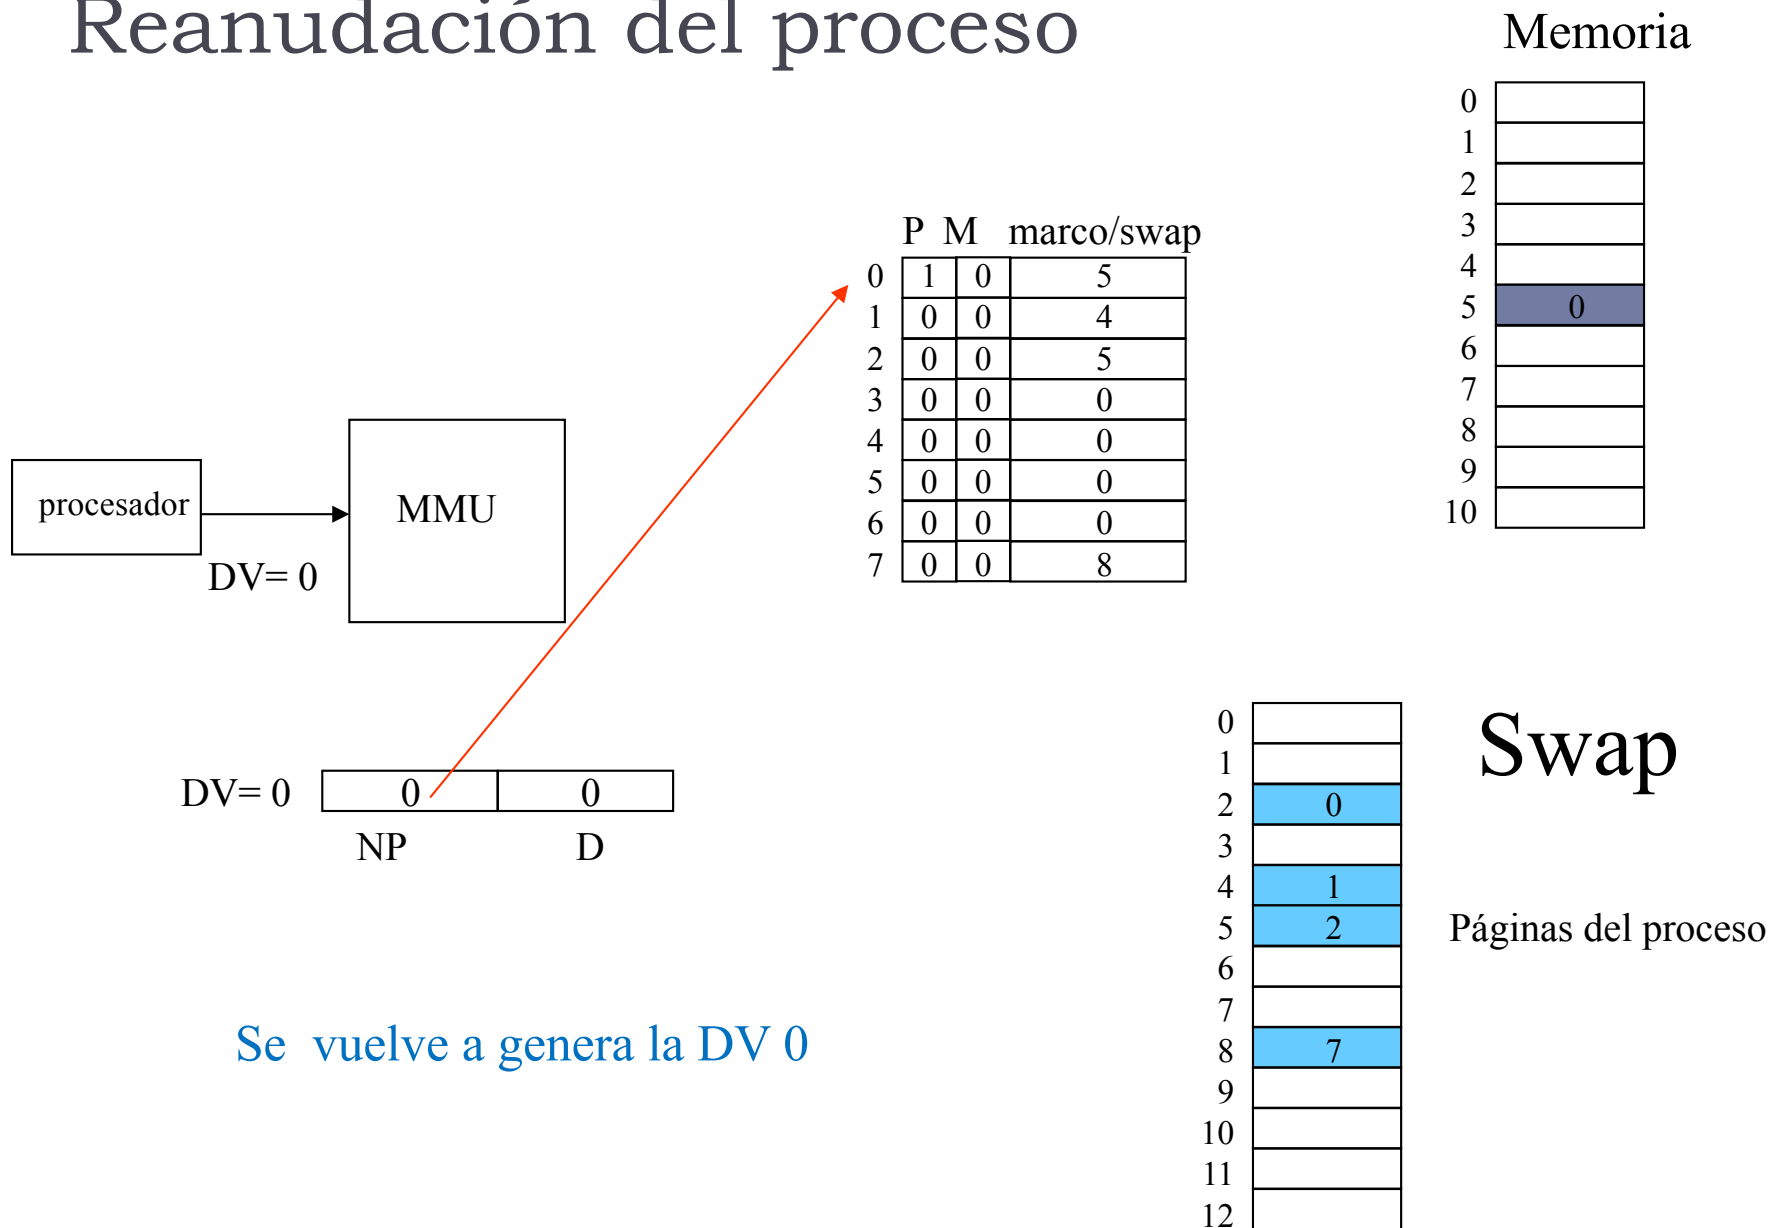 Reanudación del proceso
Memoria
0
1
2
3
4
5 0
6
7
8
9
10
P M marco/swap
0 1 0 5
1 0 0 4
2 0 0 5
3 0 0 0
4 0 0 0
5 0 0 0
6 0 0 0
7 0 0 8
procesador
MMU
DV= 0
DV= 0 0 0
NP D
Se vuelve a genera la DV 0
Swap
0
1
2 0
3
4 1
5 2
6
7
8 7
9
10
11
12
Páginas del proceso